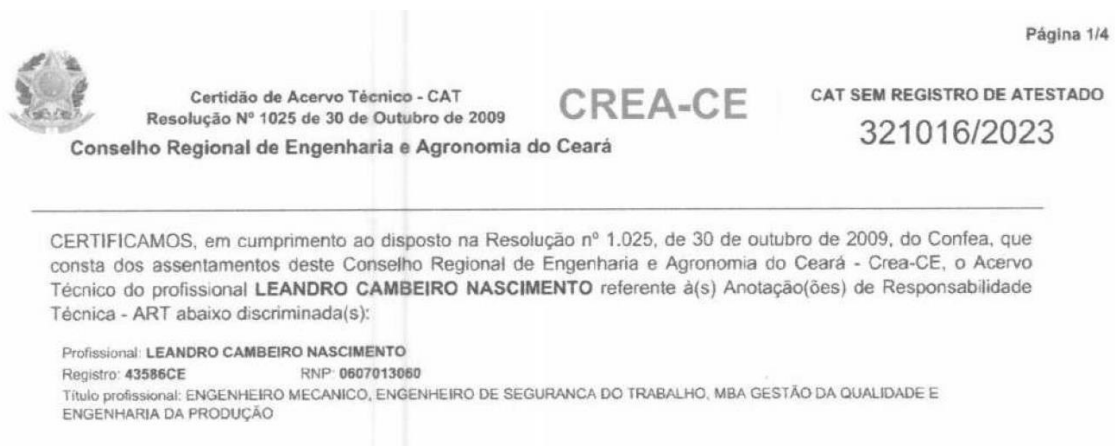 Página 1/4
Certidão de Acervo Técnico - CAT
Resolução Nº 1025 de 30 de Outubro de 2009
Conselho Regional de Engenharia e Agronomia do Ceará
CREA-CE
CAT SEM REGISTRO DE ATESTADO
321016/2023
CERTIFICAMOS, em cumprimento ao disposto na Resolução nº 1.025, de 30 de outubro de 2009, do Confea, que
consta dos assentamentos deste Conselho Regional de Engenharia e Agronomia do Ceará - Crea-CE, o Acervo
Técnico do profissional LEANDRO CAMBEIRO NASCIMENTO referente à(s) Anotação(ões) de Responsabilidade
Técnica - ART abaixo discriminada(s):
Profissional: LEANDRO CAMBEIRO NASCIMENTO
Registro: 43586CE RNP: 0607013060
Título profissional: ENGENHEIRO MECANICO, ENGENHEIRO DE SEGURANCA DO TRABALHO, MBA GESTÃO DA QUALIDADE E
ENGENHARIA DA PRODUÇÃO